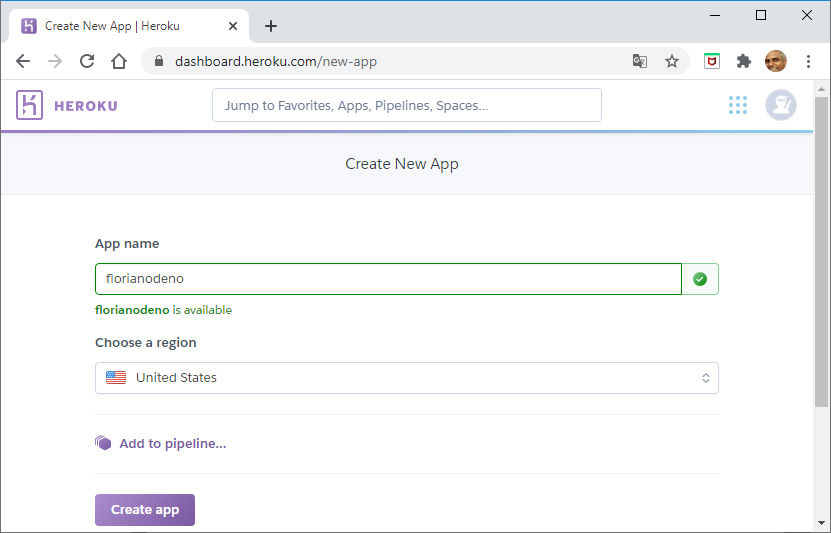 Create New App | Heroku
dashboard.heroku.com/new-app
HEROKU
Jump to Favorites, Apps, Pipelines, Spaces...
Create New App
App name
florianodeno
florianodeno is available
Choose a region
United States
Add to pipeline...
Create app